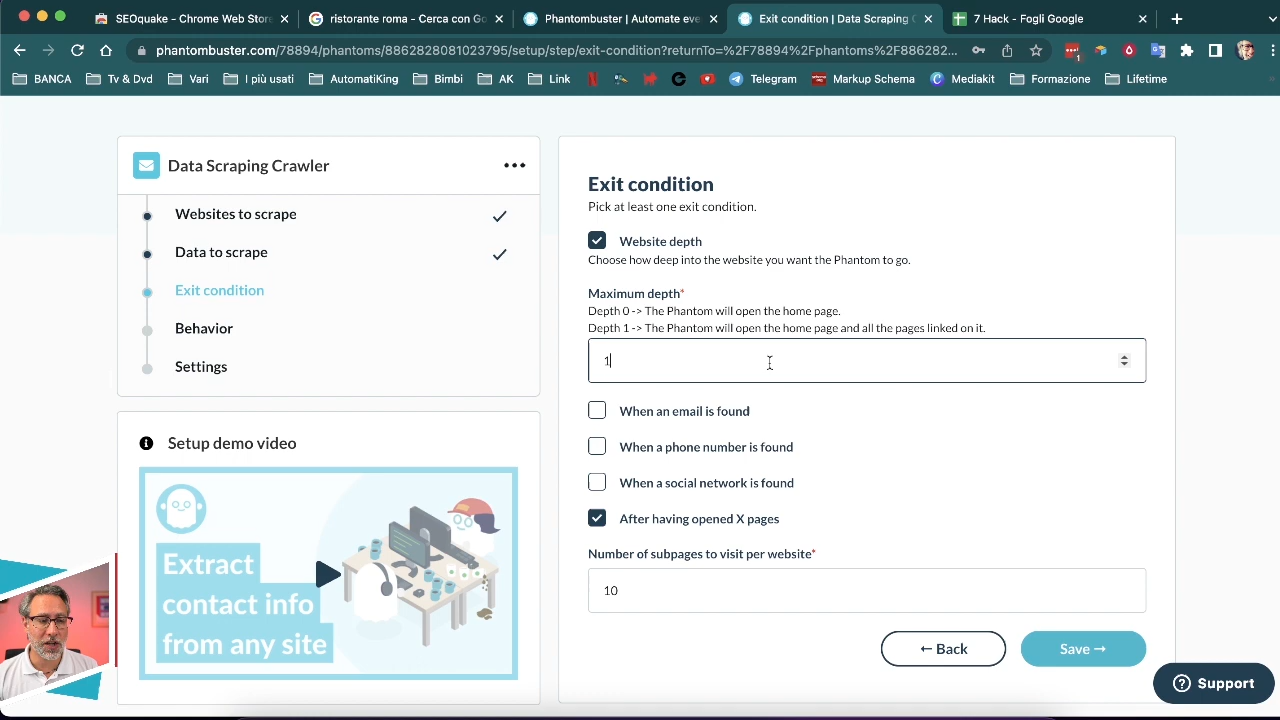 SEOquake - Chrome Web Store
ristorante roma - Cerca con Go
Phantombuster | Automate eve
Exit condition | Data Scraping C
7 Hack - Fogli Google
phantombuster.com/78894/phantoms/8862828081023795/setup/step/exit-condition?returnTo=%2F78894%2Fphantoms%2F886282...
1
BANCA
Tv & Dvd
Vari
I più usati
AutomatiKing
Bimbi
AK
Link
Telegram
Markup Schema
Mediakit
Formazione
Lifetime
Data Scraping Crawler
Websites to scrape
Data to scrape
Exit condition
Behavior
Settings
Setup demo video
Extract
contact info
from any site
Exit condition
Pick at least one exit condition.
Website depth
Choose how deep into the website you want the Phantom to go.
Maximum depth*
Depth 0 -> The Phantom will open the home page.
Depth 1 -> The Phantom will open the home page and all the pages linked on it.
1
When an email is found
When a phone number is found
When a social network is found
After having opened X pages
Number of subpages to visit per website*
10
← Back
Save →
Support